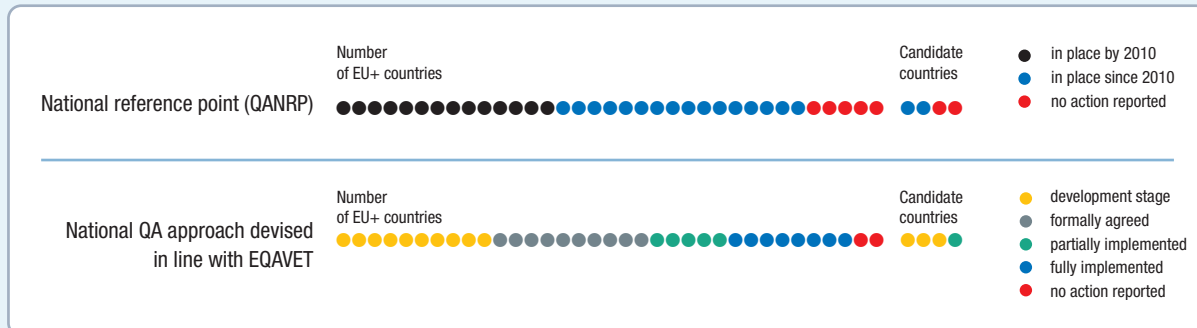 Number
of EU+ countries
Candidate
countries
National reference point (QANRP)
in place by 2010
in place since 2010
no action reported
Number
of EU+ countries
Candidate
countries
National QA approach devised
in line with EQAVET
development stage
formally agreed
partially implemented
fully implemented
no action reported